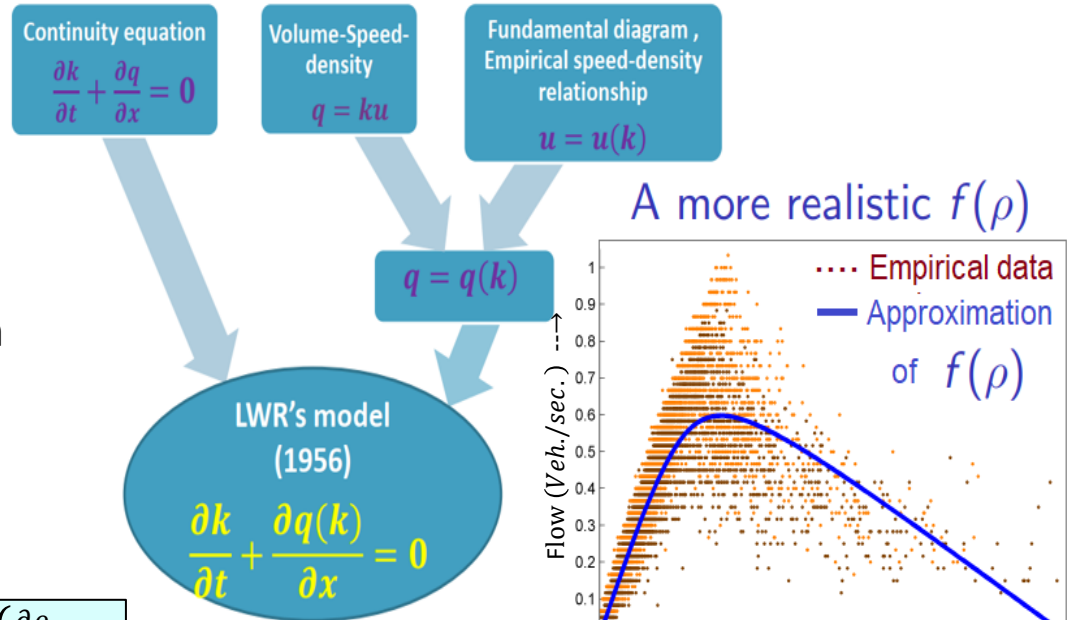 Continuity equation
∂k/∂t + ∂q/∂x = 0
Volume-Speed-
density
q = ku
Fundamental diagram ,
Empirical speed-density
relationship
u = u(k)
q = q(k)
LWR's model
(1956)
∂k/∂t + ∂q(k)/∂x = 0
A more realistic f(ρ)
Empirical data
Approximation
of f(ρ)
Flow (Veh./sec.) --→
1
0.9
0.8
0.7
0.6
0.5
0.4
0.3
0.2
0.1